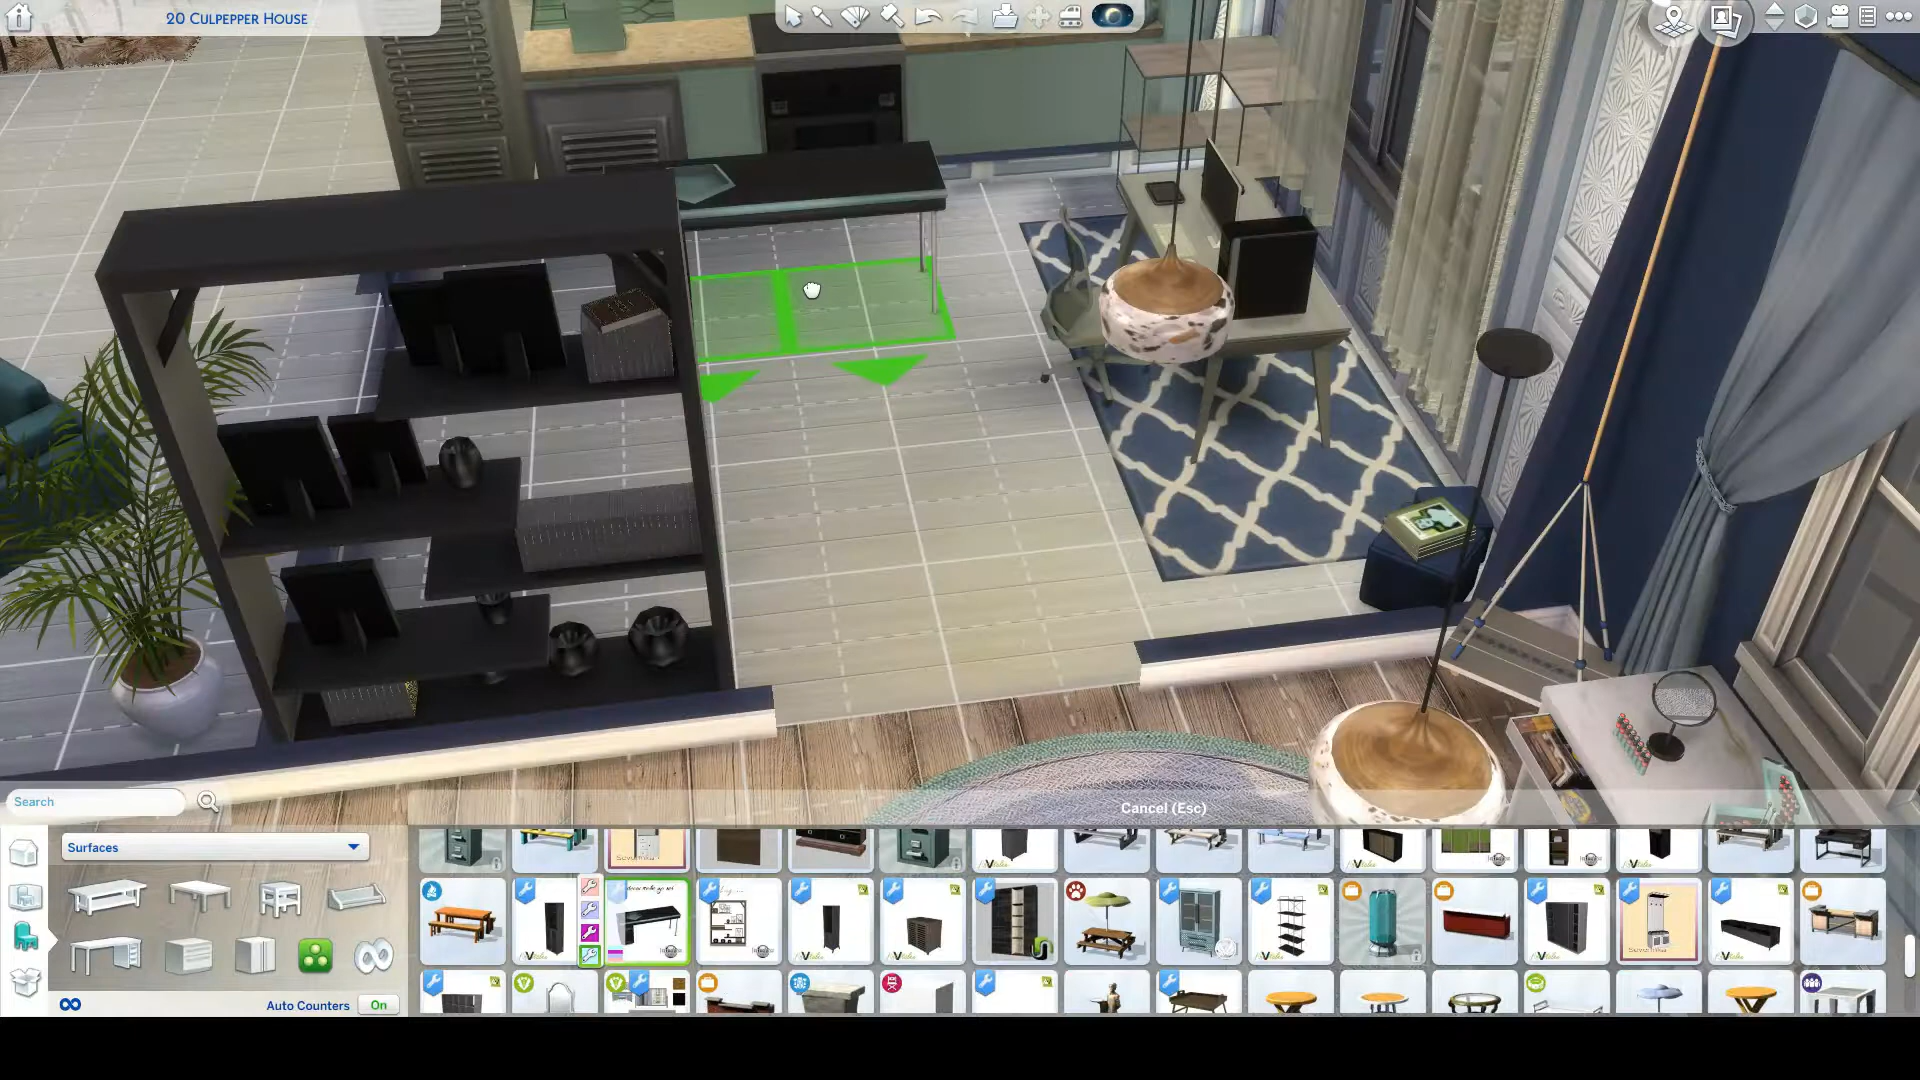 20 Culpepper House
Cancel (Esc)
Search
Surfaces
Auto Counters
On